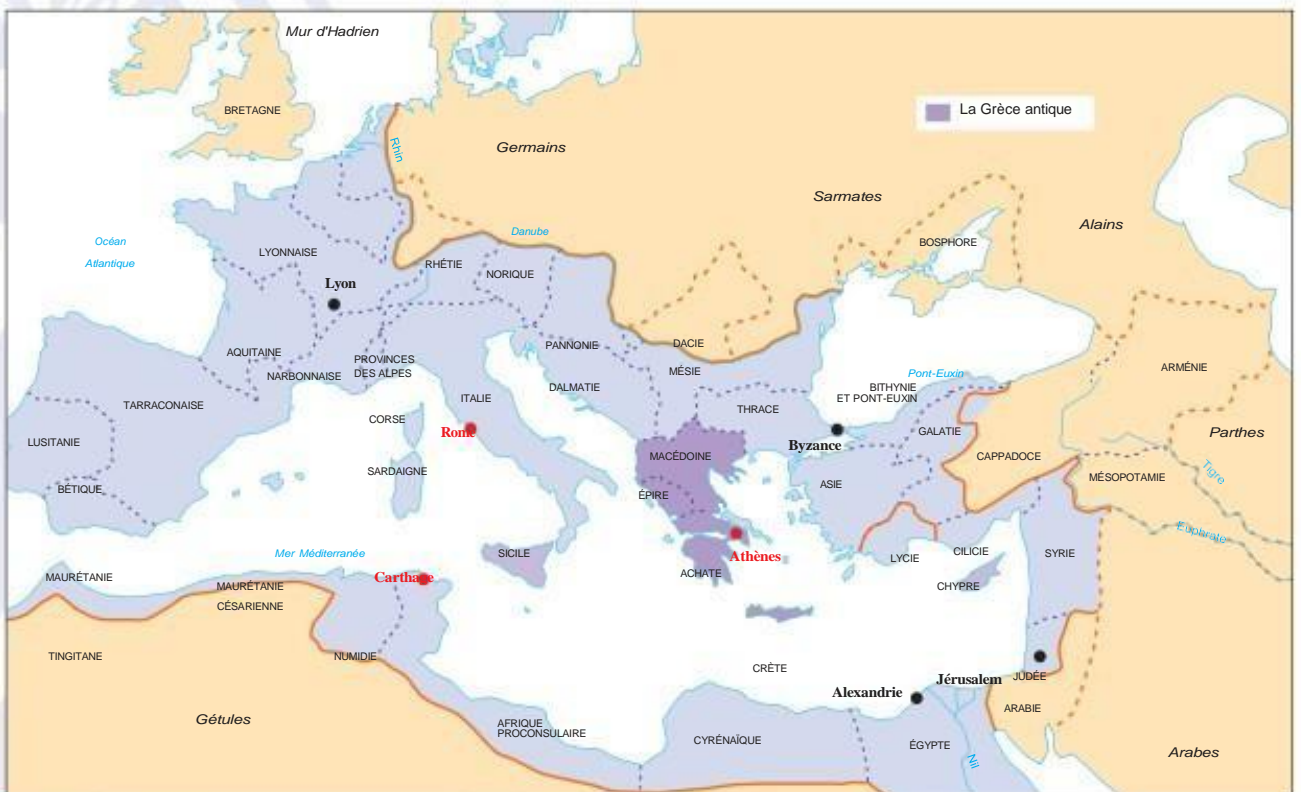 Mur d'Hadrien
BRETAGNE
La Grèce antique
Rhin
Germains
Sarmates
Alains
Océan
Atlantique
Danube
BOSPHORE
LYONNAISE
RHÉTIE
NORIQUE
Lyon
DACIE
PANNONIE
MÉSIE
AQUITAINE
PROVINCES
DES ALPES
NARBONNAISE
Pont-Euxin
BITHYNIE
ET PONT-EUXIN
ARMÉNIE
DALMATIE
ITALIE
TARRACONAISE
CORSE
THRACE
Rome
Byzance
GALATIE
Parthes
LUSITANIE
MACÉDOINE
CAPPADOCE
SARDAIGNE
MÉSOPOTAMIE
Tigre
BÉTIQUE
ÉPIRE
ASIE
Euphrate
Mer Méditerranée
SICILE
Athènes
LYCIE
CILICIE
SYRIE
MAURÉTANIE
Carthage
ACHATE
CHYPRE
MAURÉTANIE
CÉSARIENNE
TINGITANE
NUMIDIE
CRÈTE
Jérusalem
JUDÉE
Alexandrie
ARABIE
Gétules
AFRIQUE
PROCONSULAIRE
CYRÉNAÏQUE
ÉGYPTE
Nil
Arabes